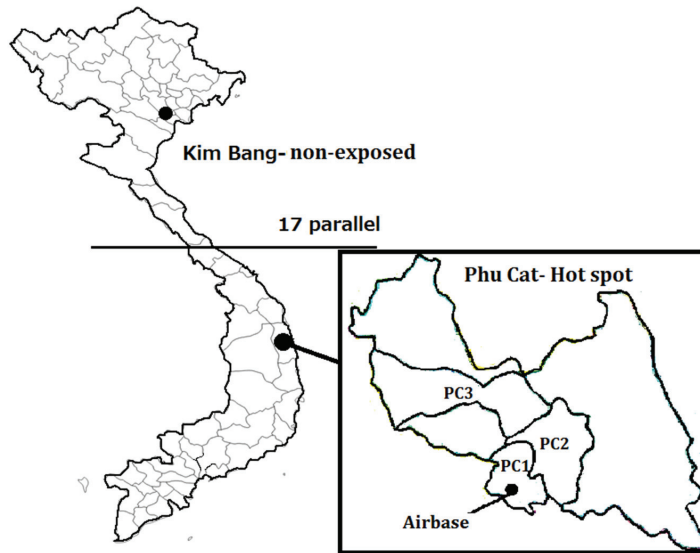 Kim Bang- non-exposed
17 parallel
Phu Cat- Hot spot
PC3
PC2
PC1
Airbase